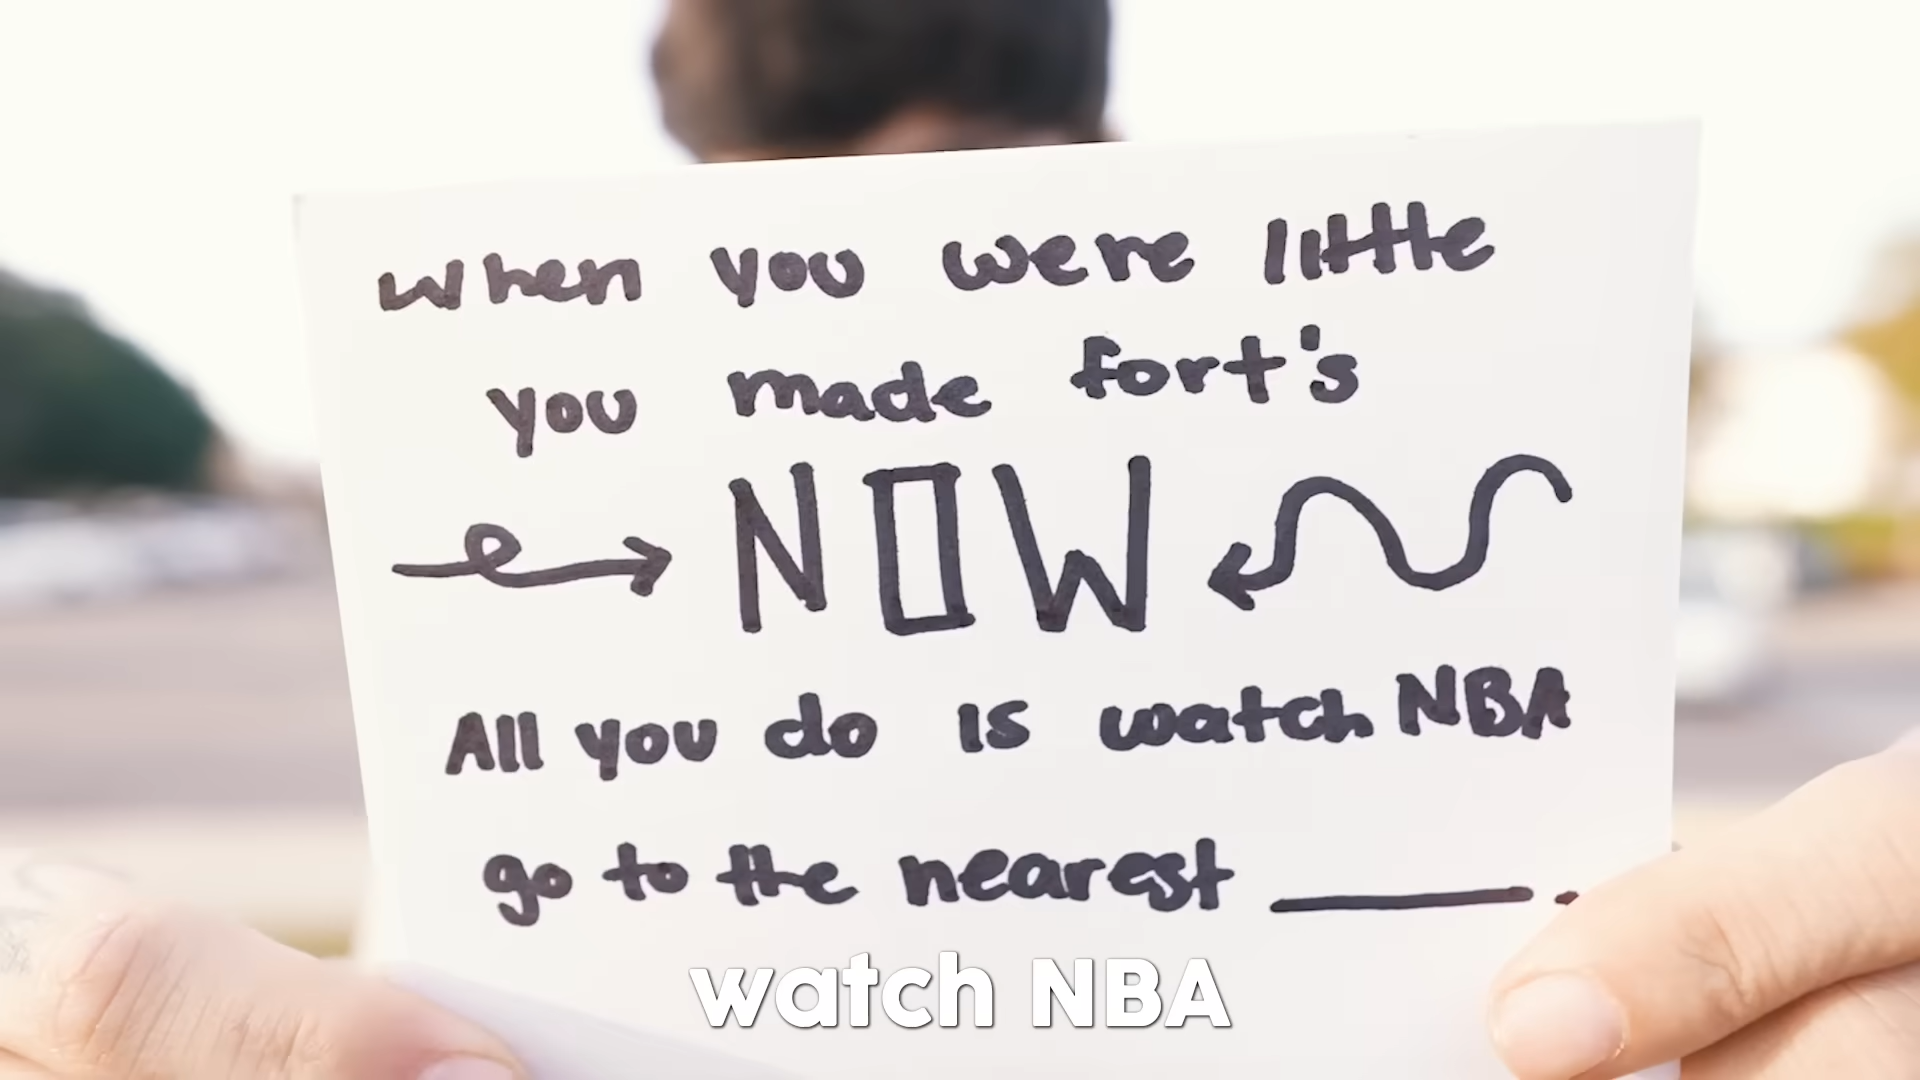 When you were little
you made fort's
NOW
All you do is watch NBA
go to the nearest ______.
watch NBA